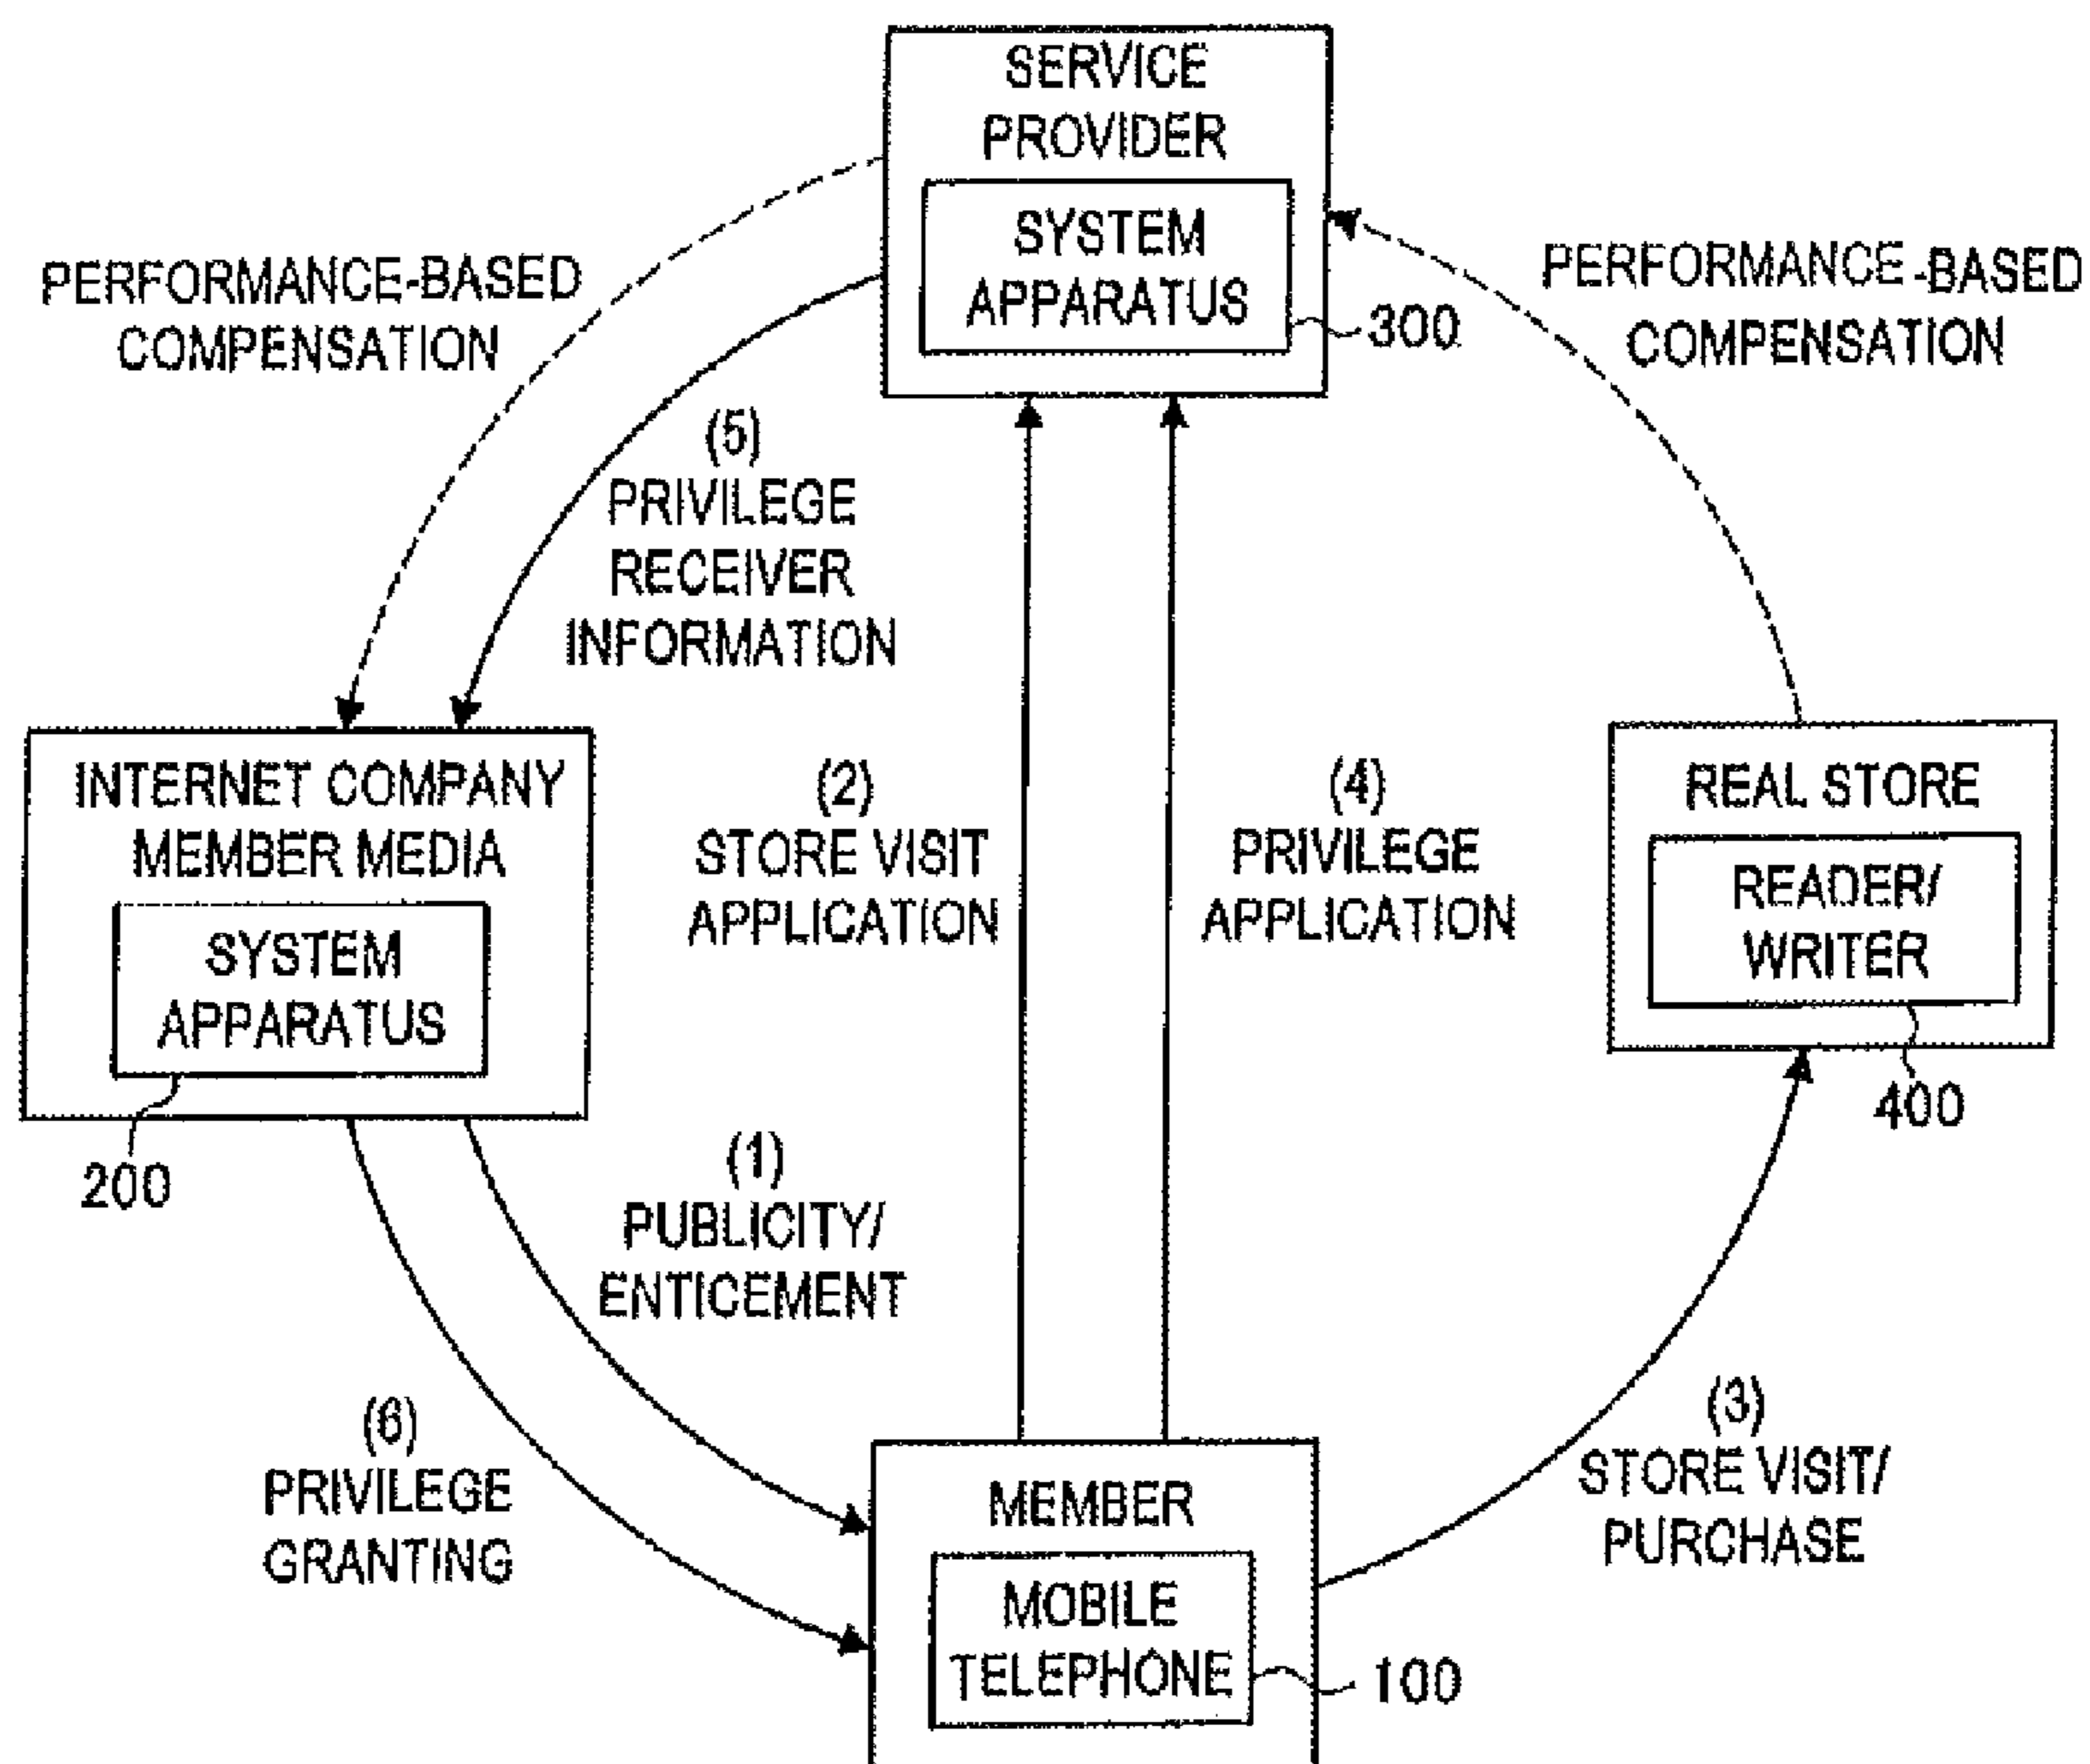 SERVICE
PROVIDER
SYSTEM
APPARATUS
300
PERFORMANCE-BASED
COMPENSATION
PERFORMANCE-BASED
COMPENSATION
(5)
PRIVILEGE
RECEIVER
INFORMATION
INTERNET COMPANY
MEMBER MEDIA
SYSTEM
APPARATUS
200
(2)
STORE VISIT
APPLICATION
(4)
PRIVILEGE
APPLICATION
REAL STORE
READER/
WRITER
400
(1)
PUBLICITY/
ENTICEMENT
(6)
PRIVILEGE
GRANTING
(3)
STORE VISIT/
PURCHASE
MEMBER
MOBILE
TELEPHONE
100